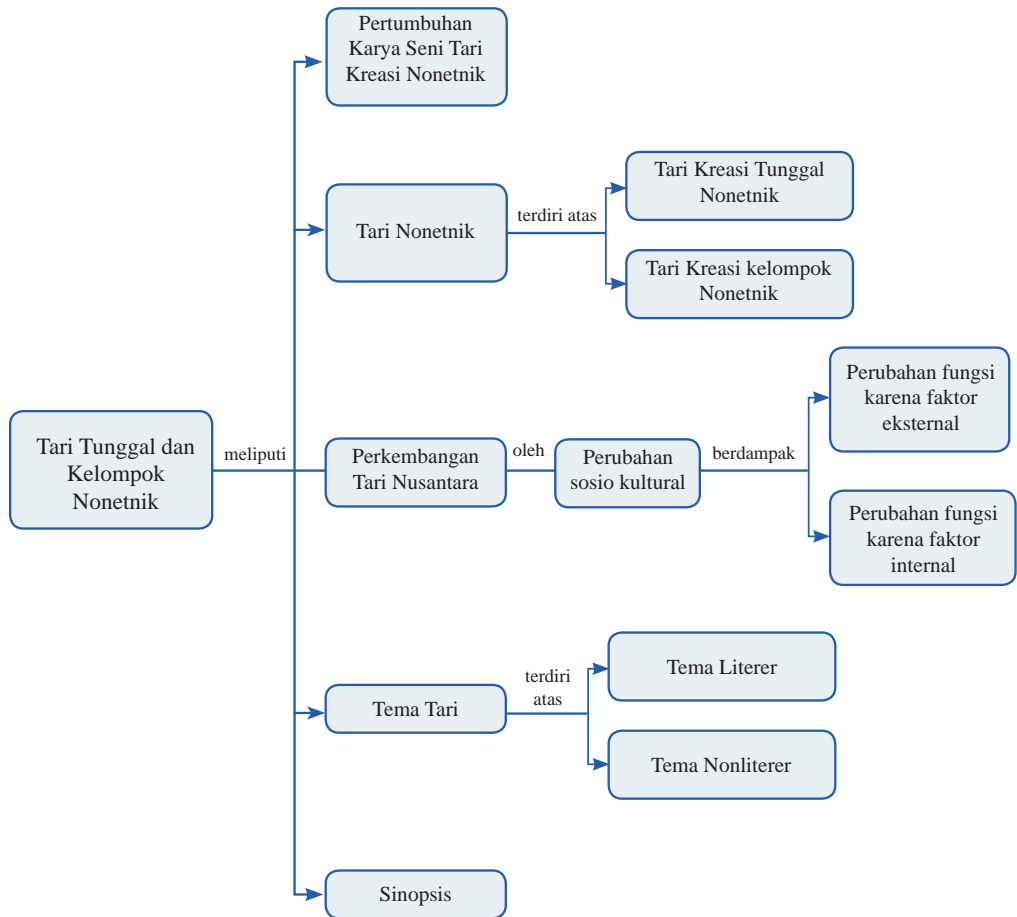 Pertumbuhan
Karya Seni Tari
Kreasi Nonetnik
Tari Nonetnik
terdiri atas
Tari Kreasi Tunggal
Nonetnik
Tari Kreasi kelompok
Nonetnik
Tari Tunggal dan
Kelompok
Nonetnik
meliputi
Perkembangan
Tari Nusantara
oleh
Perubahan
sosio kultural
berdampak
Perubahan fungsi
karena faktor
eksternal
Perubahan fungsi
karena faktor
internal
Tema Tari
terdiri
atas
Tema Literer
Tema Nonliterer
Sinopsis